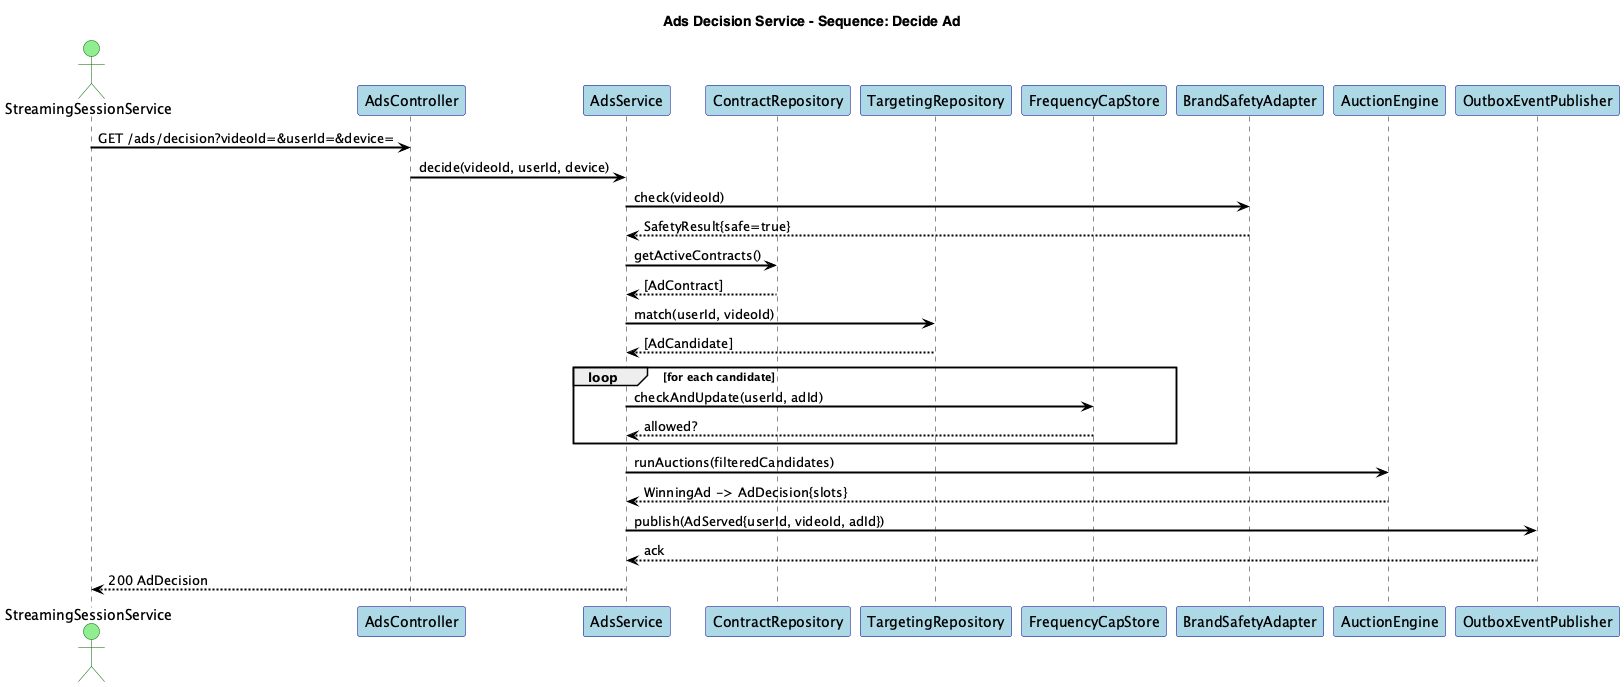 Ads Decision Service - Sequence: Decide Ad
StreamingSessionService
AdsController
AdsService
ContractRepository
TargetingRepository
FrequencyCapStore
BrandSafetyAdapter
AuctionEngine
OutboxEventPublisher
GET /ads/decision?videoId=&userId=&device=
decide(videoId, userId, device)
check(videoId)
SafetyResult{safe=true}
getActiveContracts()
[AdContract]
match(userId, videoId)
[AdCandidate]
loop
[for each candidate]
checkAndUpdate(userId, adId)
allowed?
runAuctions(filteredCandidates)
WinningAd -> AdDecision{slots}
publish(AdServed{userId, videoId, adId})
ack
200 AdDecision
StreamingSessionService
AdsController
AdsService
ContractRepository
TargetingRepository
FrequencyCapStore
BrandSafetyAdapter
AuctionEngine
OutboxEventPublisher